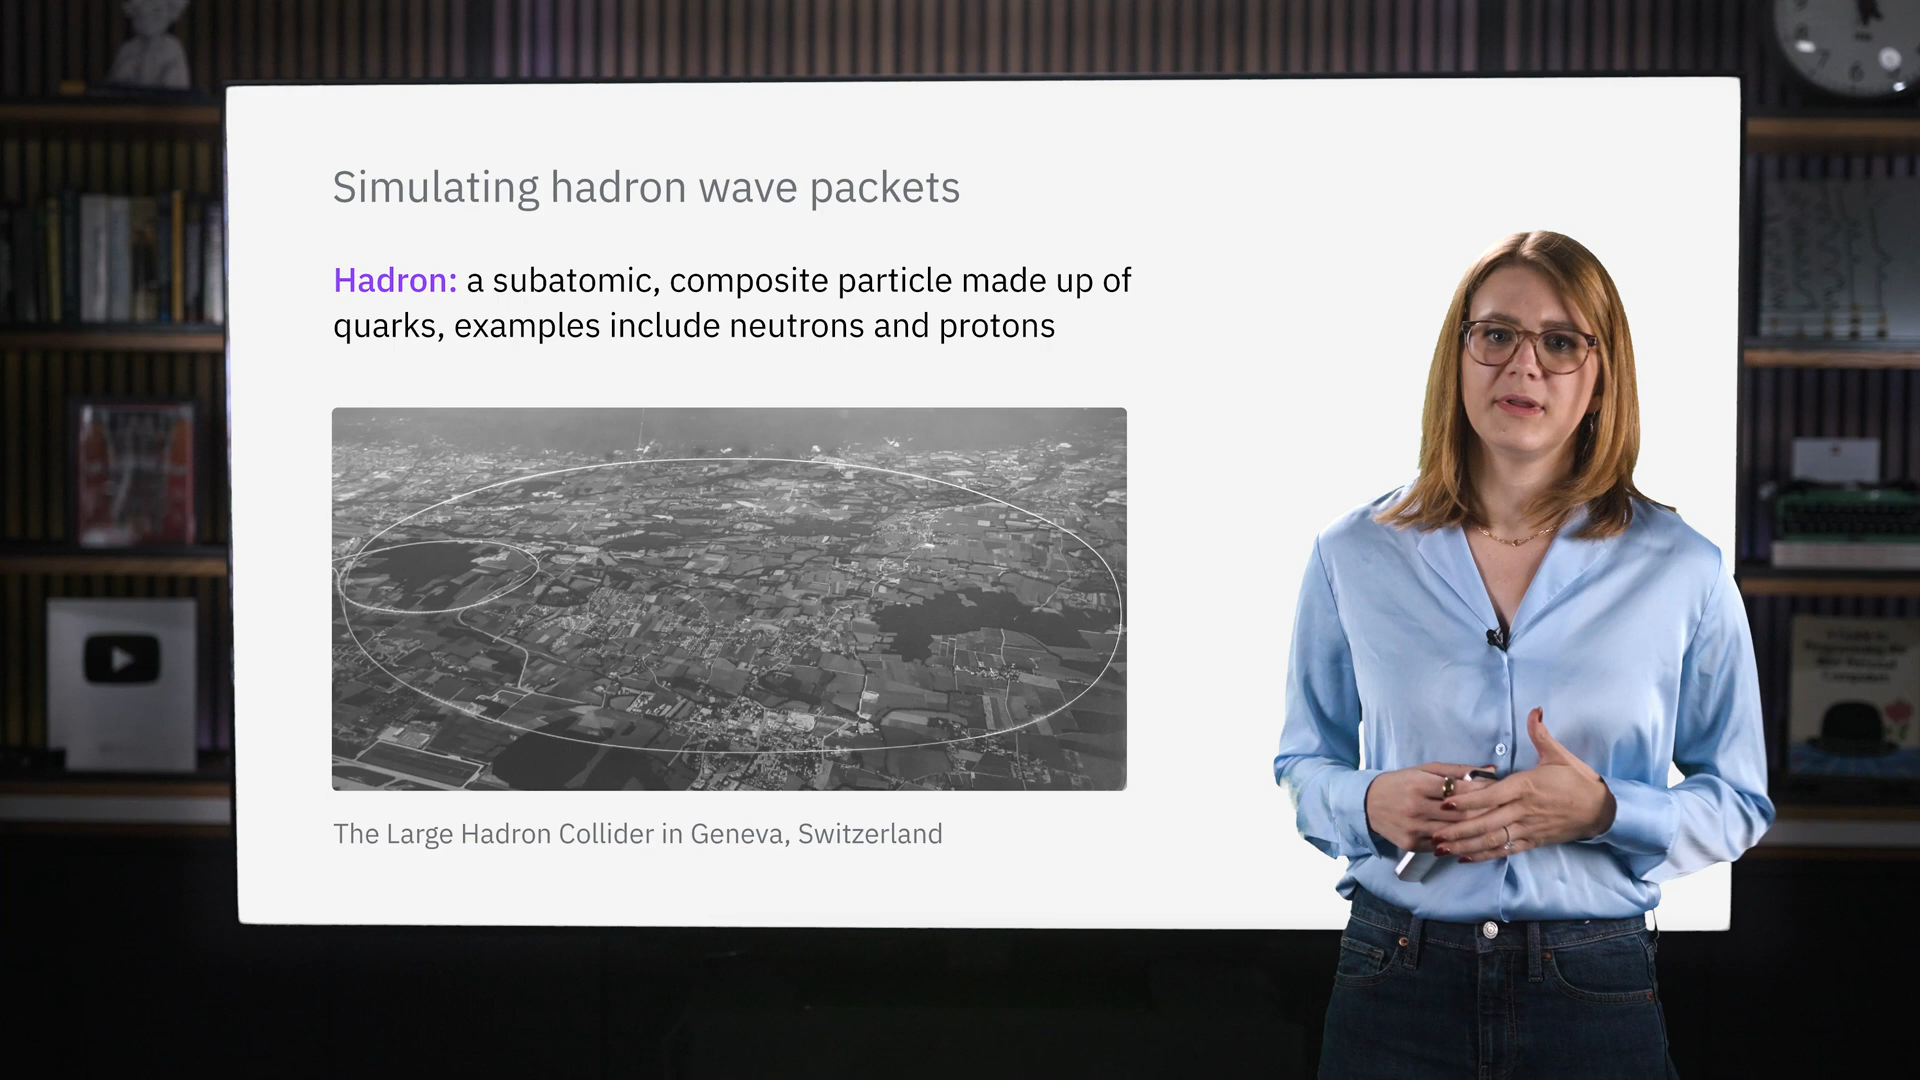 Simulating hadron wave packets
Hadron: a subatomic, composite particle made up of
quarks, examples include neutrons and protons
The Large Hadron Collider in Geneva, Switzerland